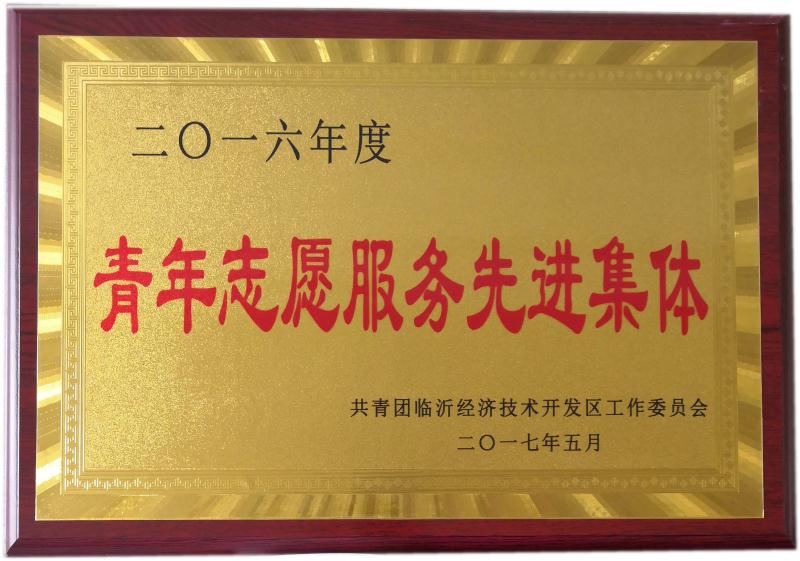 二〇一六年度
青年志愿服务先进集体
共青团临沂经济技术开发区工作委员会
二〇一七年五月